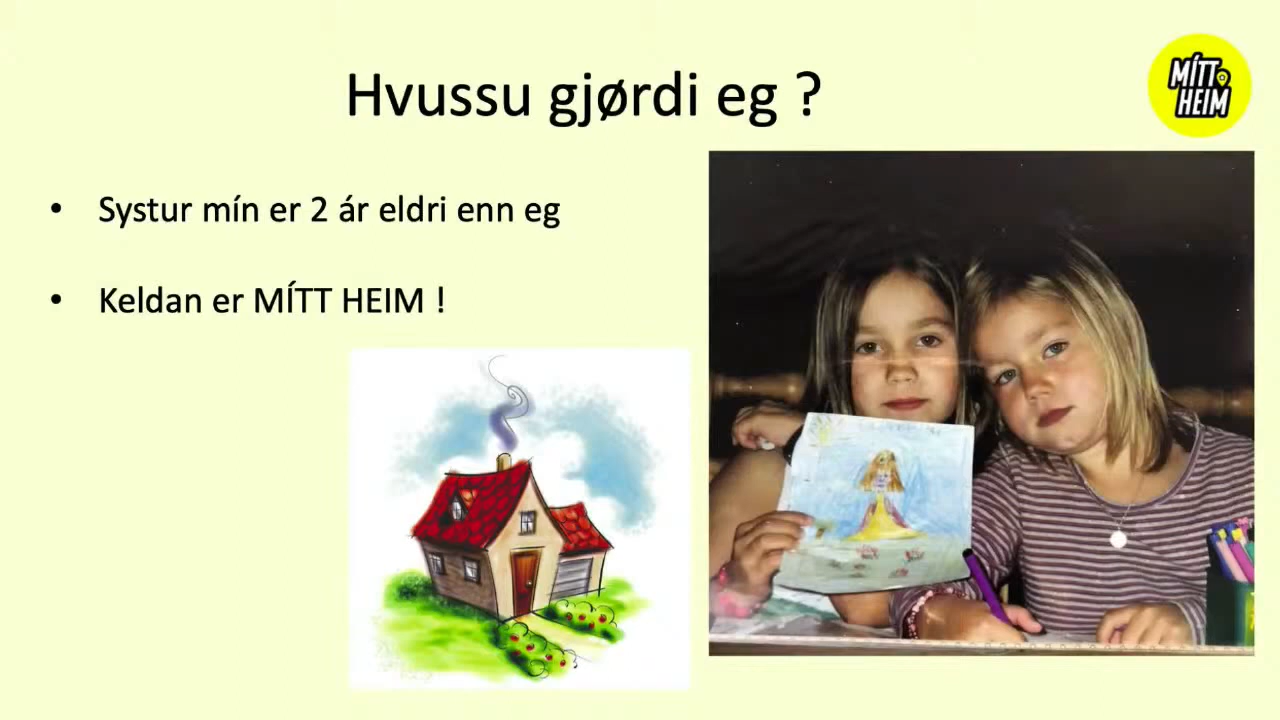 Hvussu gjørdi eg ?
MÍTT
HEIM
• Systur mín er 2 ár eldri enn eg
• Keldan er MÍTT HEIM !